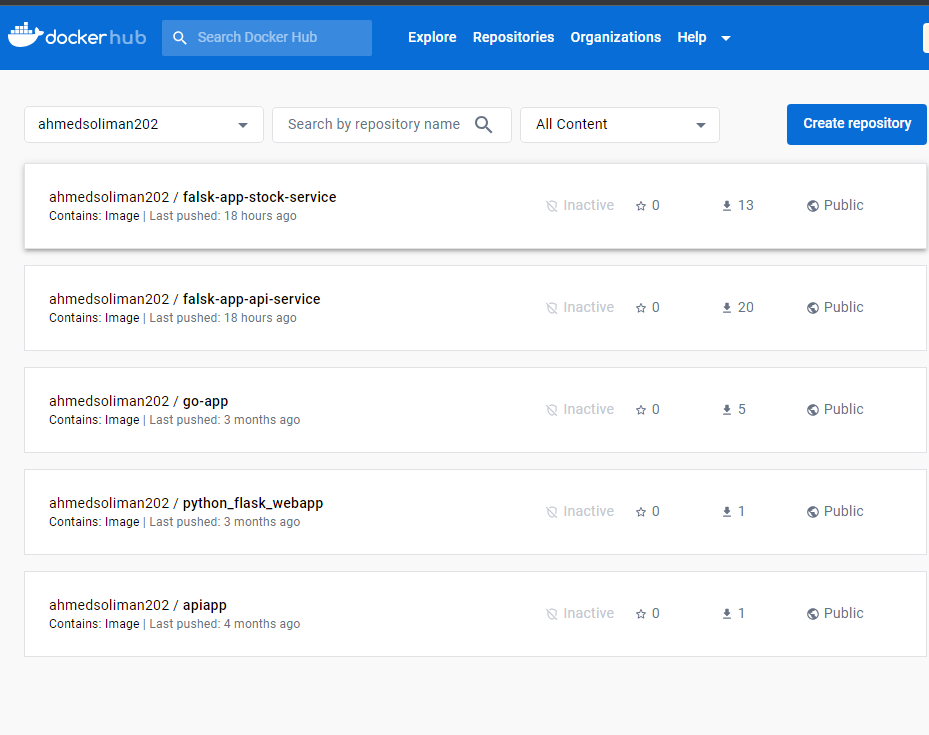 dockerhub Search Docker Hub Explore Repositories Organizations Help
ahmedsoliman202 Search by repository name All Content Create repository
ahmedsoliman202 / falsk-app-stock-service Inactive 0 13 Public
Contains: Image | Last pushed: 18 hours ago
ahmedsoliman202 / falsk-app-api-service Inactive 0 20 Public
Contains: Image | Last pushed: 18 hours ago
ahmedsoliman202 / go-app Inactive 0 5 Public
Contains: Image | Last pushed: 3 months ago
ahmedsoliman202 / python_flask_webapp Inactive 0 1 Public
Contains: Image | Last pushed: 3 months ago
ahmedsoliman202 / apiapp Inactive 0 1 Public
Contains: Image | Last pushed: 4 months ago